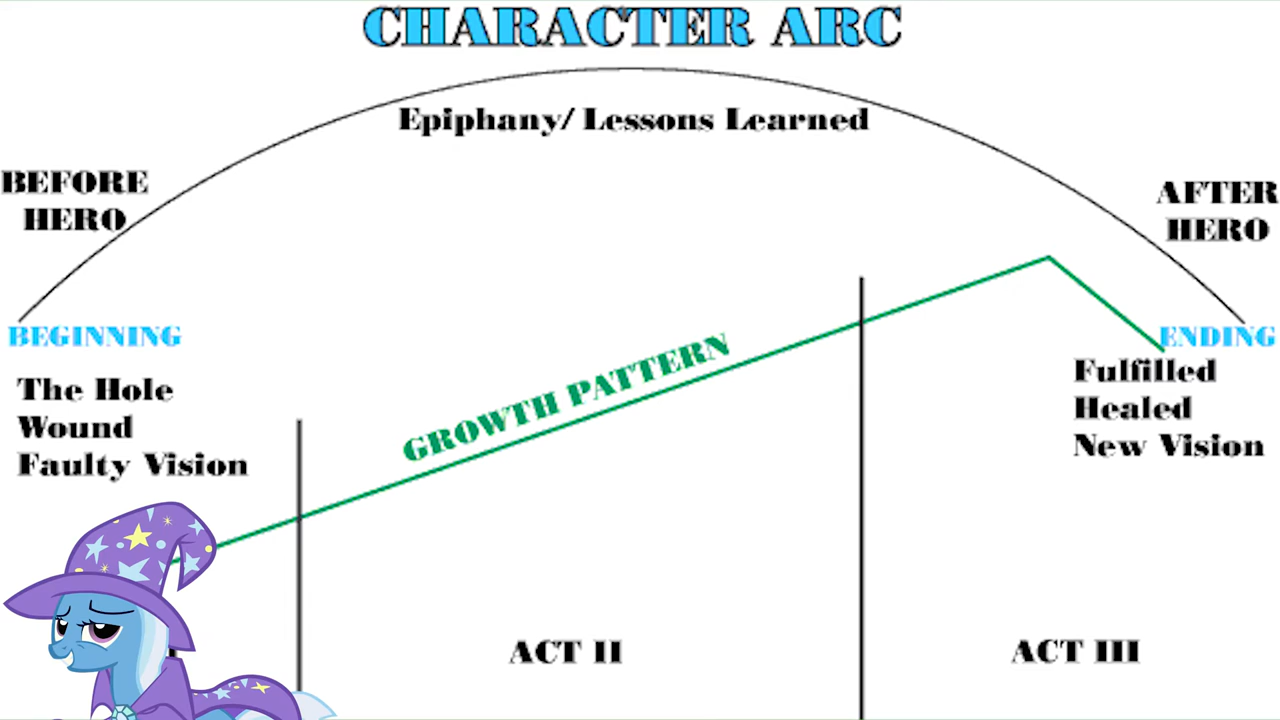 CHARACTER ARC
Epiphany/ Lessons Learned
BEFORE
HERO
AFTER
HERO
BEGINNING
The Hole
Wound
Faulty Vision
GROWTH PATTERN
ENDING
Fulfilled
Healed
New Vision
ACT II
ACT III